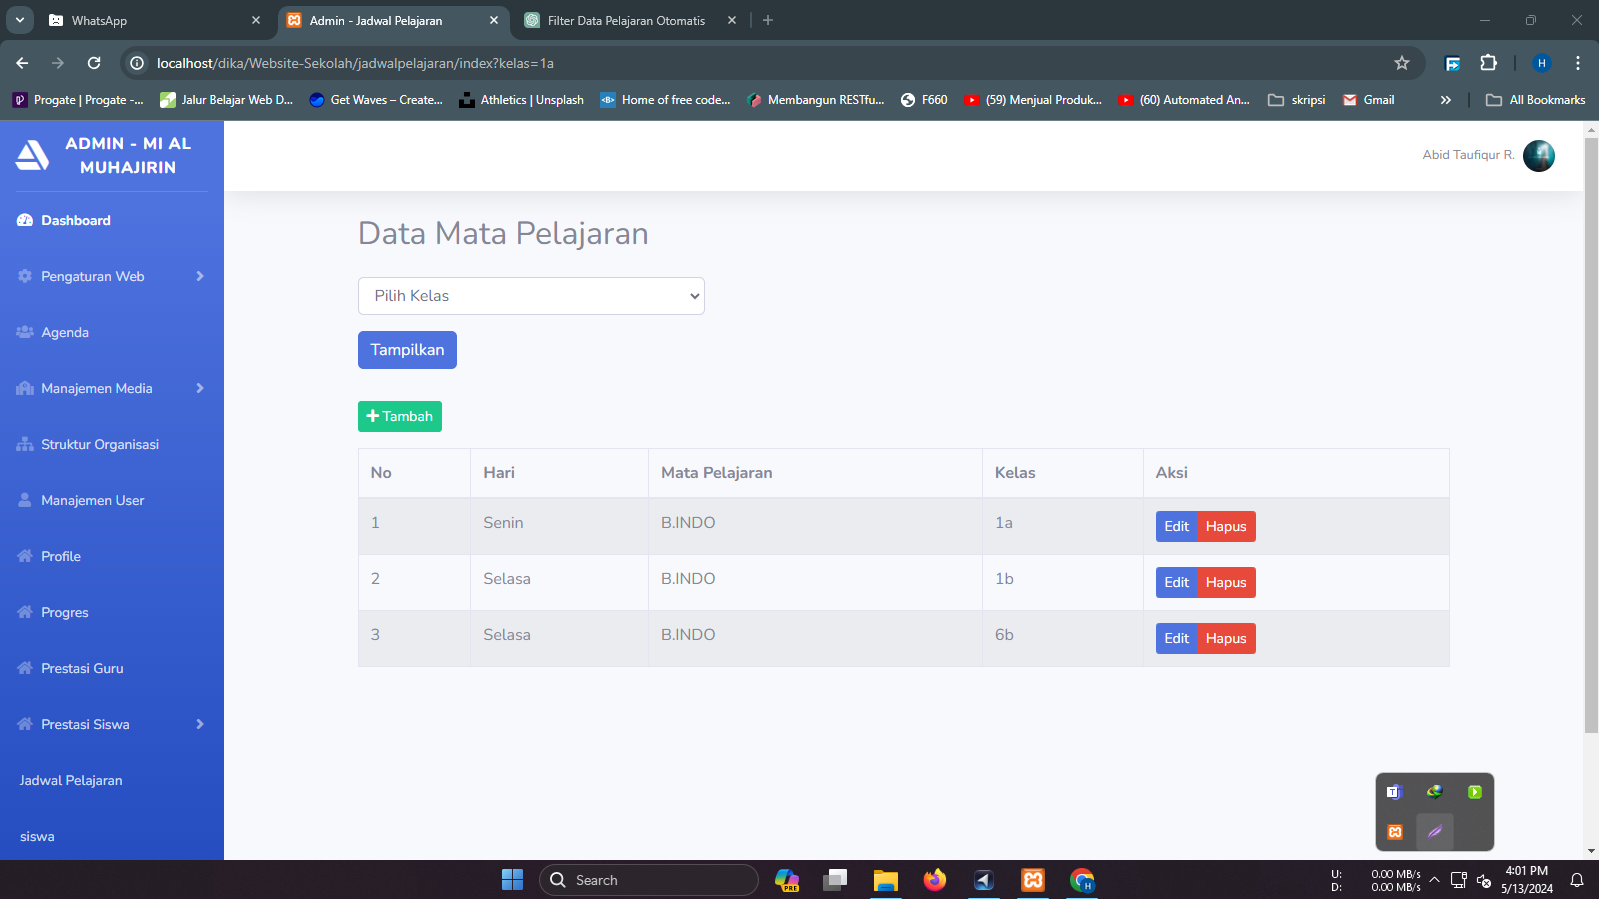 WhatsApp
Admin - Jadwal Pelajaran
Filter Data Pelajaran Otomatis
localhost/dika/Website-Sekolah/jadwalpelajaran/index?kelas=1a
H
Progate | Progate -...
Jalur Belajar Web D...
Get Waves – Create...
Athletics | Unsplash
Home of free code...
Membangun RESTfu...
F660
(59) Menjual Produk...
(60) Automated An...
skripsi
Gmail
All Bookmarks
ADMIN - MI AL
MUHAJIRIN
Abid Taufiqur R.
Dashboard
Pengaturan Web
Agenda
Manajemen Media
Struktur Organisasi
Manajemen User
Profile
Progres
Prestasi Guru
Prestasi Siswa
Jadwal Pelajaran
siswa
Data Mata Pelajaran
Pilih Kelas
Tampilkan
Tambah
No Hari Mata Pelajaran Kelas Aksi
1 Senin B.INDO 1a Edit Hapus
2 Selasa B.INDO 1b Edit Hapus
3 Selasa B.INDO 6b Edit Hapus
Search
PRE
H
U: 0.00 MB/s
D: 0.00 MB/s
4:01 PM
5/13/2024